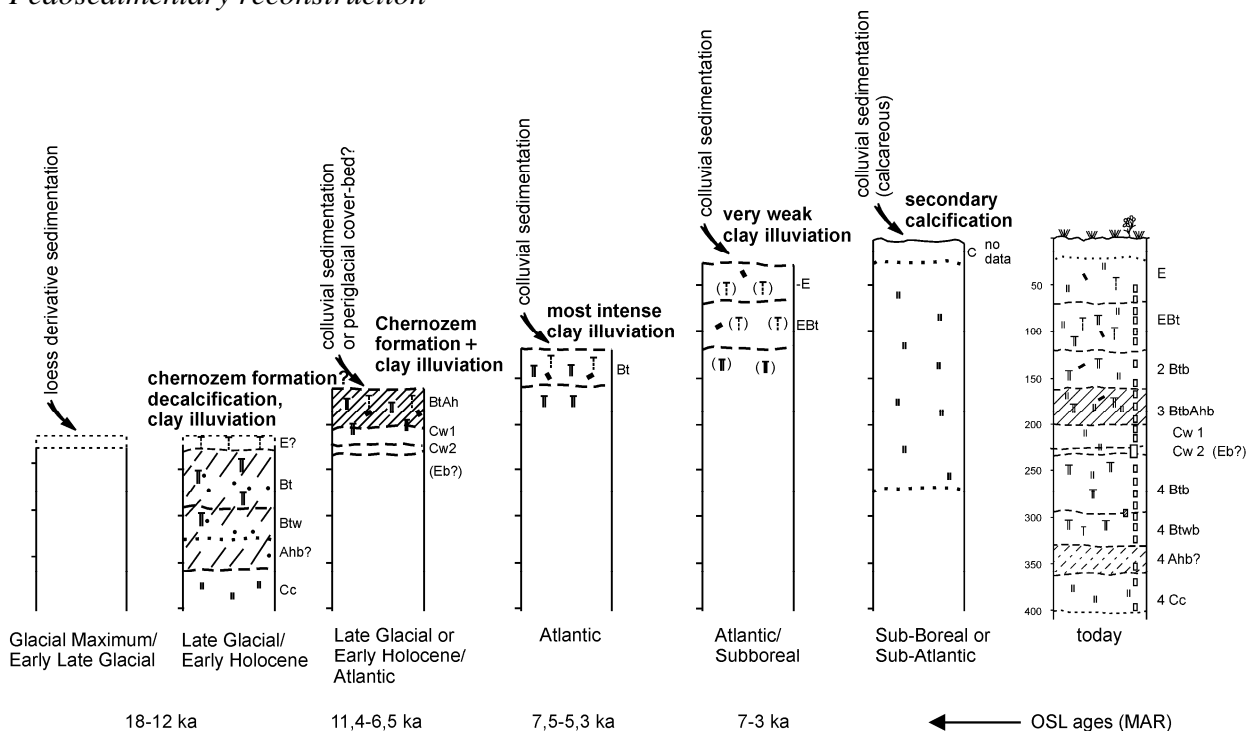 Pedosedimentary reconstruction
loess derivative sedimentation
chernozem formation?
decalcification,
clay illuviation
E?
Bt
Btw
Ahb?
Cc
colluvial sedimentation
or periglacial cover-bed?
Chernozem
formation +
clay illuviation
BtAh
Cw1
Cw2
(Eb?)
colluvial sedimentation
most intense
clay illuviation
Bt
colluvial sedimentation
very weak
clay illuviation
-E
EBt
colluvial sedimentation
(calcareous)
secondary
calcification
C no
data
50
100
150
200
250
300
350
400
E
EBt
2 Btb
3 BtbAhb
Cw 1
Cw 2 (Eb?)
4 Btb
4 Btwb
4 Ahb?
4 Cc
Glacial Maximum/
Early Late Glacial
Late Glacial/
Early Holocene
Late Glacial or
Early Holocene/
Atlantic
Atlantic
Atlantic/
Subboreal
Sub-Boreal or
Sub-Atlantic
today
18-12 ka
11,4-6,5 ka
7,5-5,3 ka
7-3 ka
OSL ages (MAR)